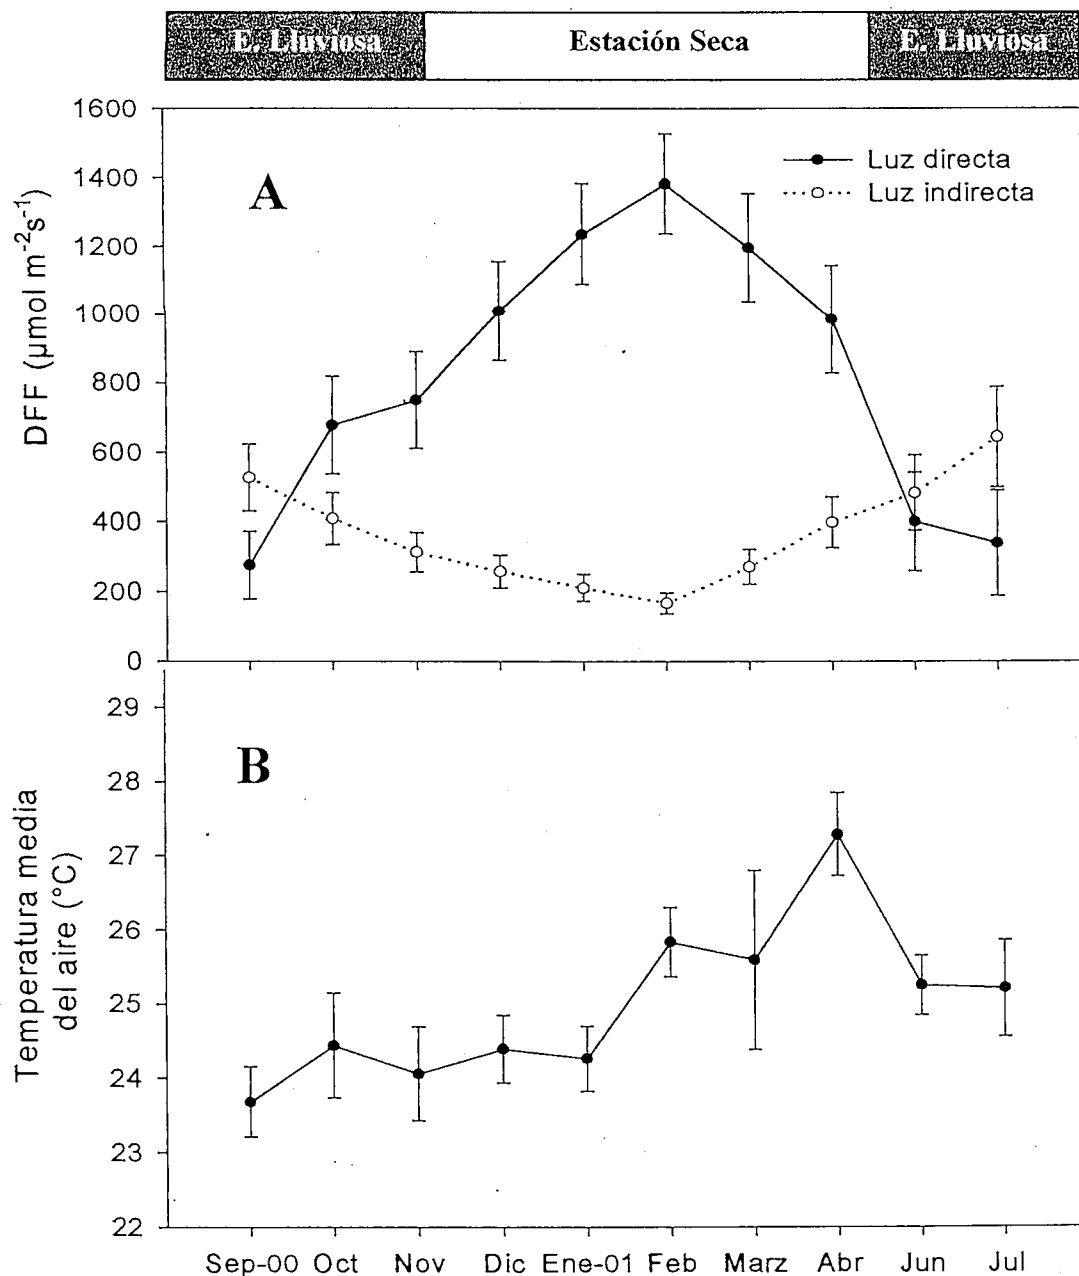 E. Lluviosa Estación Seca E. Lluviosa
1600
1400
1200
1000
800
600
400
200
0
DFF (µmol m⁻²s⁻¹)
A
Luz directa
Luz indirecta
29
28
27
26
25
24
23
22
Temperatura media
del aire (°C)
B
Sep-00 Oct Nov Dic Ene-01 Feb Marz Abr Jun Jul